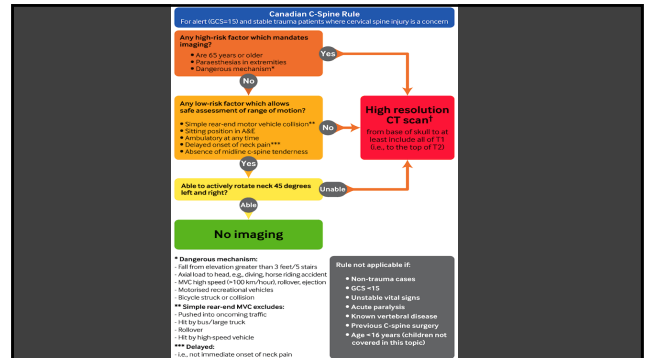 Canadian C-Spine Rule
For alert (GCS=15) and stable trauma patients where cervical spine injury is a concern
Any high-risk factor which mandates
imaging?
• Are 65 years or older
• Paraesthesia in extremities
• Dangerous mechanism*
Yes
No
Any low-risk factor which allows
safe assessment of range of motion?
• Simple rear-end motor vehicle collision**
• Sitting position in A&E
• Ambulatory at any time
• Delayed onset of neck pain***
• Absence of midline c-spine tenderness
No
High resolution
CT scan†
from base of skull to at
least include all of T1
(i.e., to the top of T2)
Yes
Able to actively rotate neck 45 degrees
left and right?
Unable
Able
No imaging
* Dangerous mechanism:
- Fall from elevation greater than 3 feet/5 stairs
- Axial load to head, e.g., diving, horse riding accident
- MVC high speed (≈100 km/hour), rollover, ejection
- Motorised recreational vehicles
- Bicycle struck or collision
** Simple rear-end MVC excludes:
- Pushed into oncoming traffic
- Hit by bus/large truck
- Rollover
- Hit by high-speed vehicle
*** Delayed:
- i.e., not immediate onset of neck pain
Rule not applicable if:
• Non-trauma cases
• GCS <15
• Unstable vital signs
• Acute paralysis
• Known vertebral disease
• Previous C-spine surgery
• Age <16 years (children not
covered in this topic)